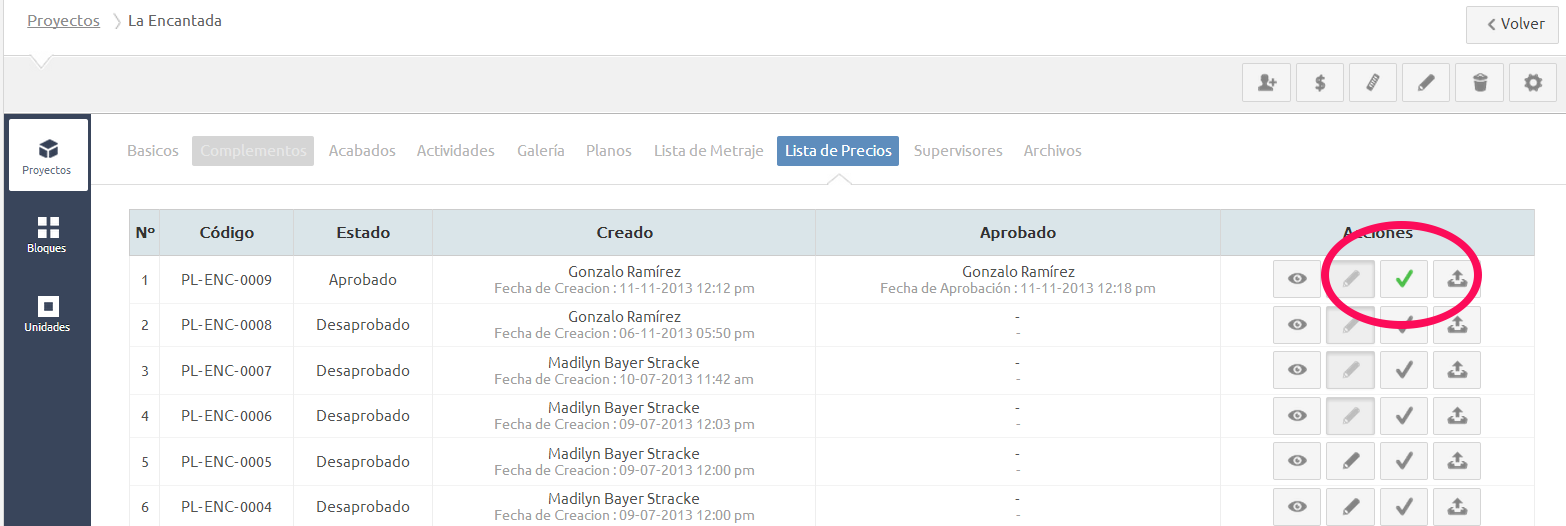 Proyectos > La Encantada
Volver
$
Proyectos
Bloques
Unidades
Basicos Complementos Acabados Actividades Galería Planos Lista de Metraje Lista de Precios Supervisores Archivos
Nº Código Estado Creado Aprobado Acciones
1 PL-ENC-0009 Aprobado Gonzalo Ramírez Gonzalo Ramírez
Fecha de Creacion : 11-11-2013 12:12 pm Fecha de Aprobación : 11-11-2013 12:18 pm
2 PL-ENC-0008 Desaprobado Gonzalo Ramírez -
Fecha de Creacion : 06-11-2013 05:50 pm -
3 PL-ENC-0007 Desaprobado Madilyn Bayer Stracke -
Fecha de Creacion : 10-07-2013 11:42 am -
4 PL-ENC-0006 Desaprobado Madilyn Bayer Stracke -
Fecha de Creacion : 09-07-2013 12:03 pm -
5 PL-ENC-0005 Desaprobado Madilyn Bayer Stracke -
Fecha de Creacion : 09-07-2013 12:00 pm -
6 PL-ENC-0004 Desaprobado Madilyn Bayer Stracke -
Fecha de Creacion : 09-07-2013 12:00 pm -